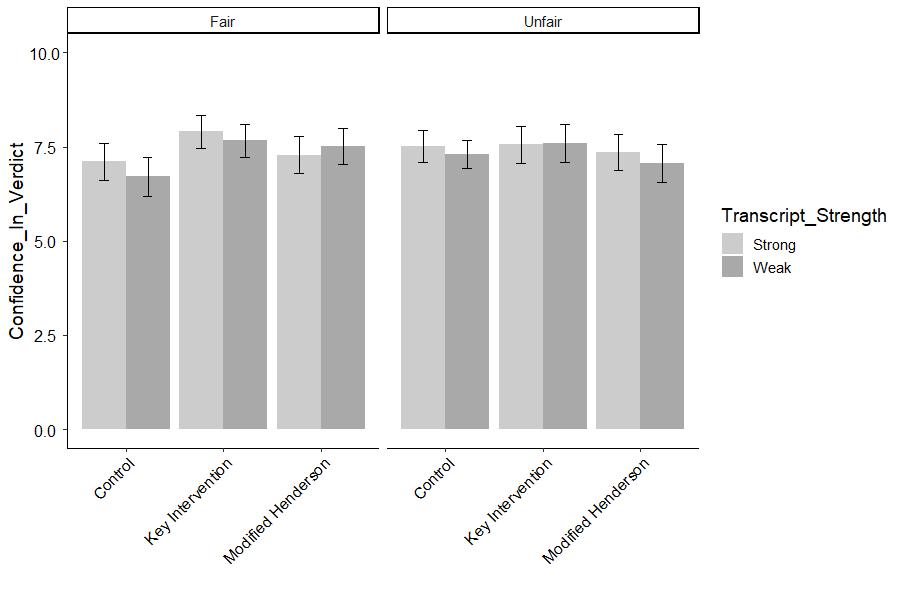 Fair
Unfair
Confidence_In_Verdict
10.0
7.5
5.0
2.5
0.0
Control
Key Intervention
Modified Henderson
Control
Key Intervention
Modified Henderson
Transcript_Strength
Strong
Weak